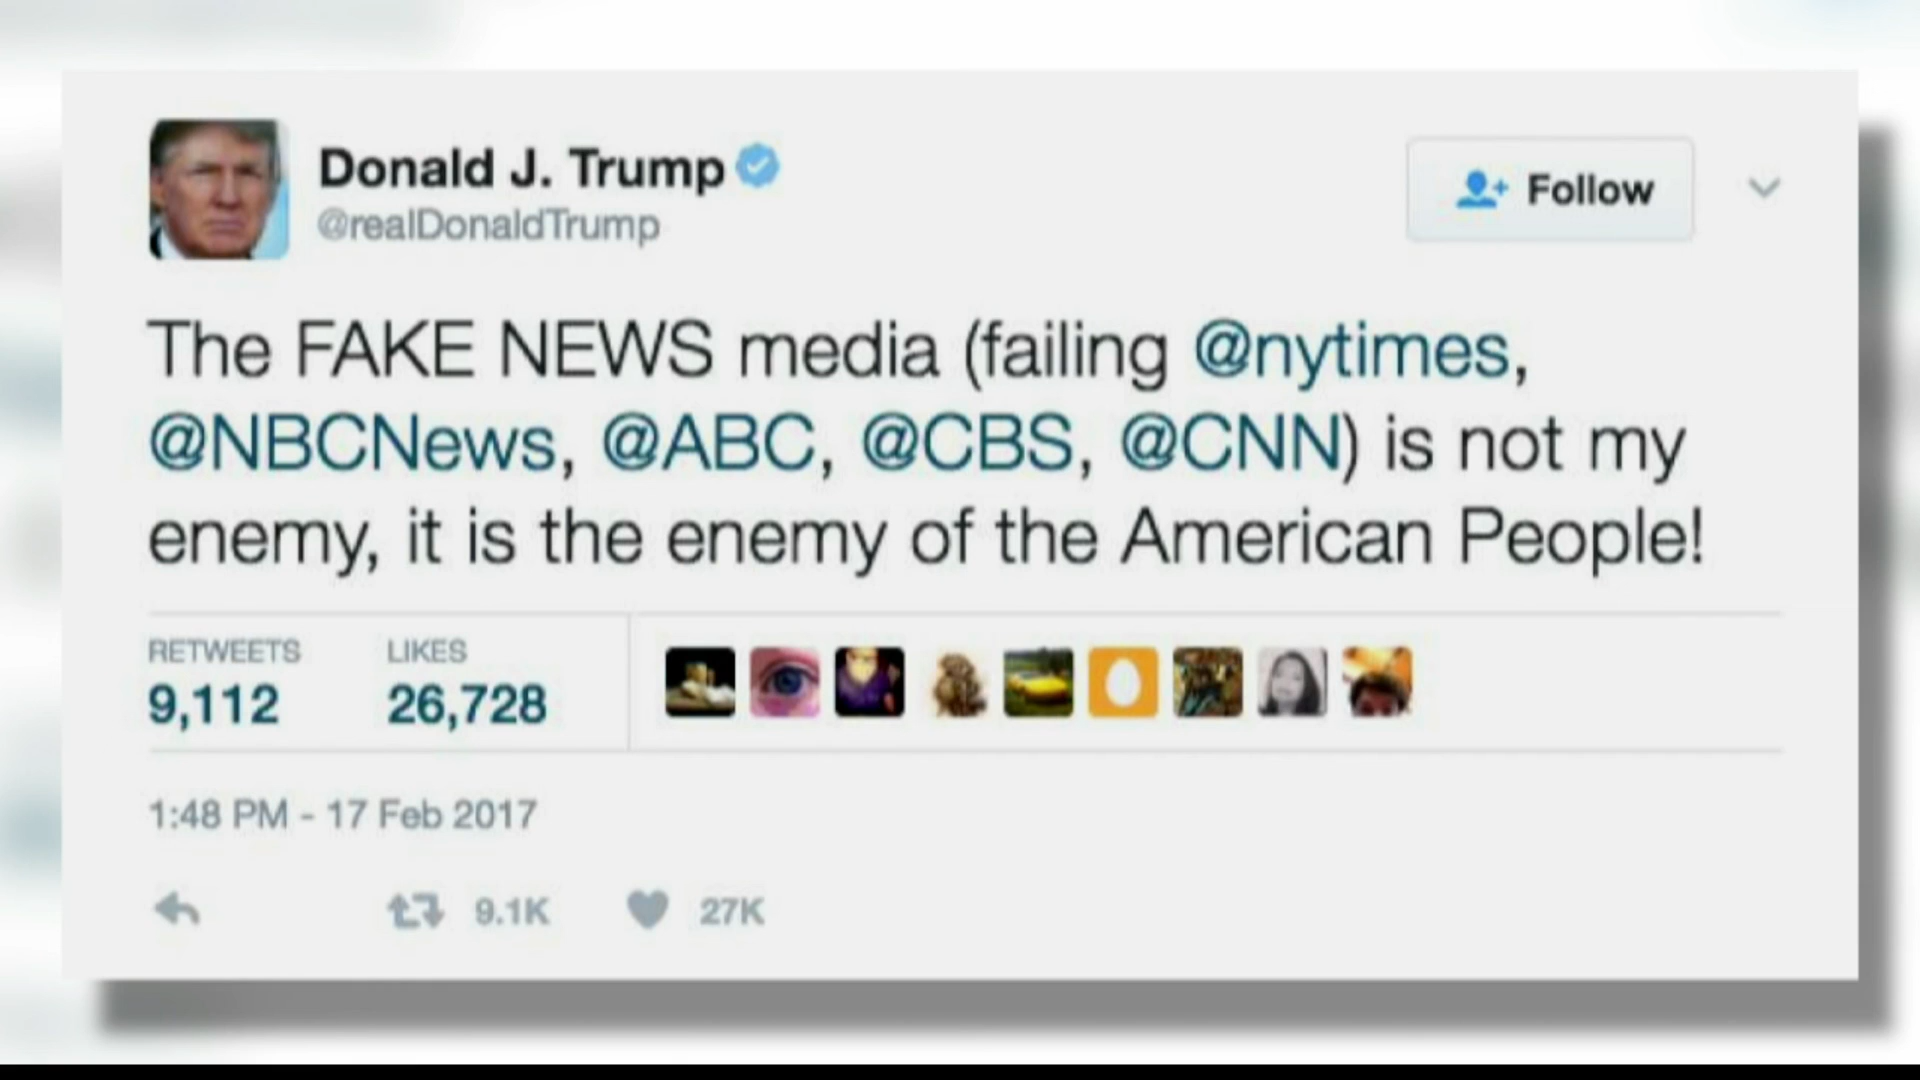 Donald J. Trump
@realDonaldTrump
Follow
The FAKE NEWS media (failing @nytimes,
@NBCNews, @ABC, @CBS, @CNN) is not my
enemy, it is the enemy of the American People!
RETWEETS LIKES
9,112 26,728
1:48 PM - 17 Feb 2017
9.1K 27K